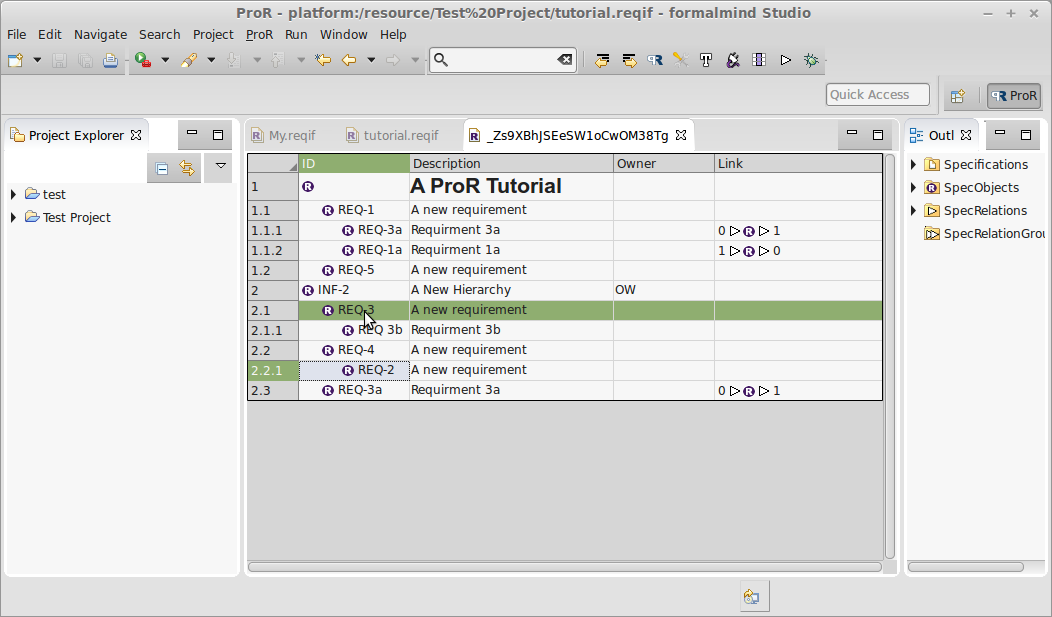 ProR - platform:/resource/Test%20Project/tutorial.reqif - formalmind Studio
File Edit Navigate Search Project ProR Run Window Help
Quick Access
ProR
Project Explorer
test
Test Project
My.reqif tutorial.reqif _Zs9XBhJSEeSW1oCwOM38Tg
ID Description Owner Link
1 A ProR Tutorial
1.1 REQ-1 A new requirement
1.1.1 REQ-3a Requirment 3a 0 R 1
1.1.2 REQ-1a Requirment 1a 1 R 0
1.2 REQ-5 A new requirement
2 INF-2 A New Hierarchy OW
2.1 REQ-3 A new requirement
2.1.1 REQ 3b Requirment 3b
2.2 REQ-4 A new requirement
2.2.1 REQ-2 A new requirement
2.3 REQ-3a Requirment 3a 0 R 1
Outl
Specifications
SpecObjects
SpecRelations
SpecRelationGrou